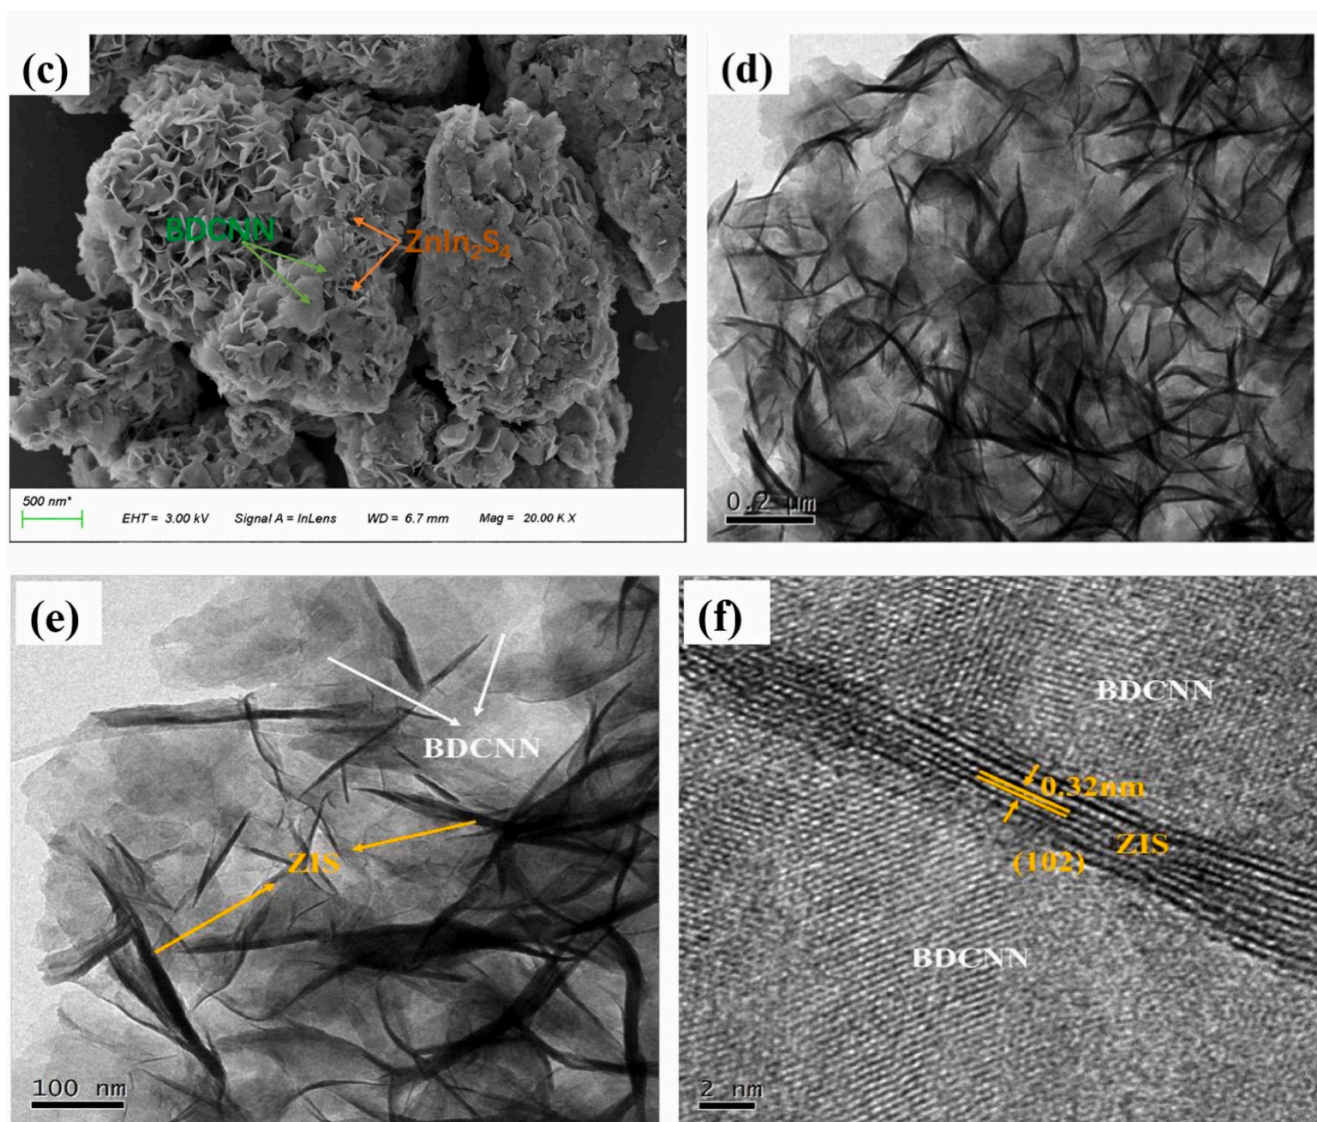 (c)
BDCNN
ZnIn₂S₄
500 nm*
EHT = 3.00 kV Signal A = InLens WD = 6.7 mm Mag = 20.00 K X
(d)
0.2 µm
(e)
BDCNN
ZIS
100 nm
(f)
BDCNN
0.32nm
ZIS
(102)
BDCNN
2 nm